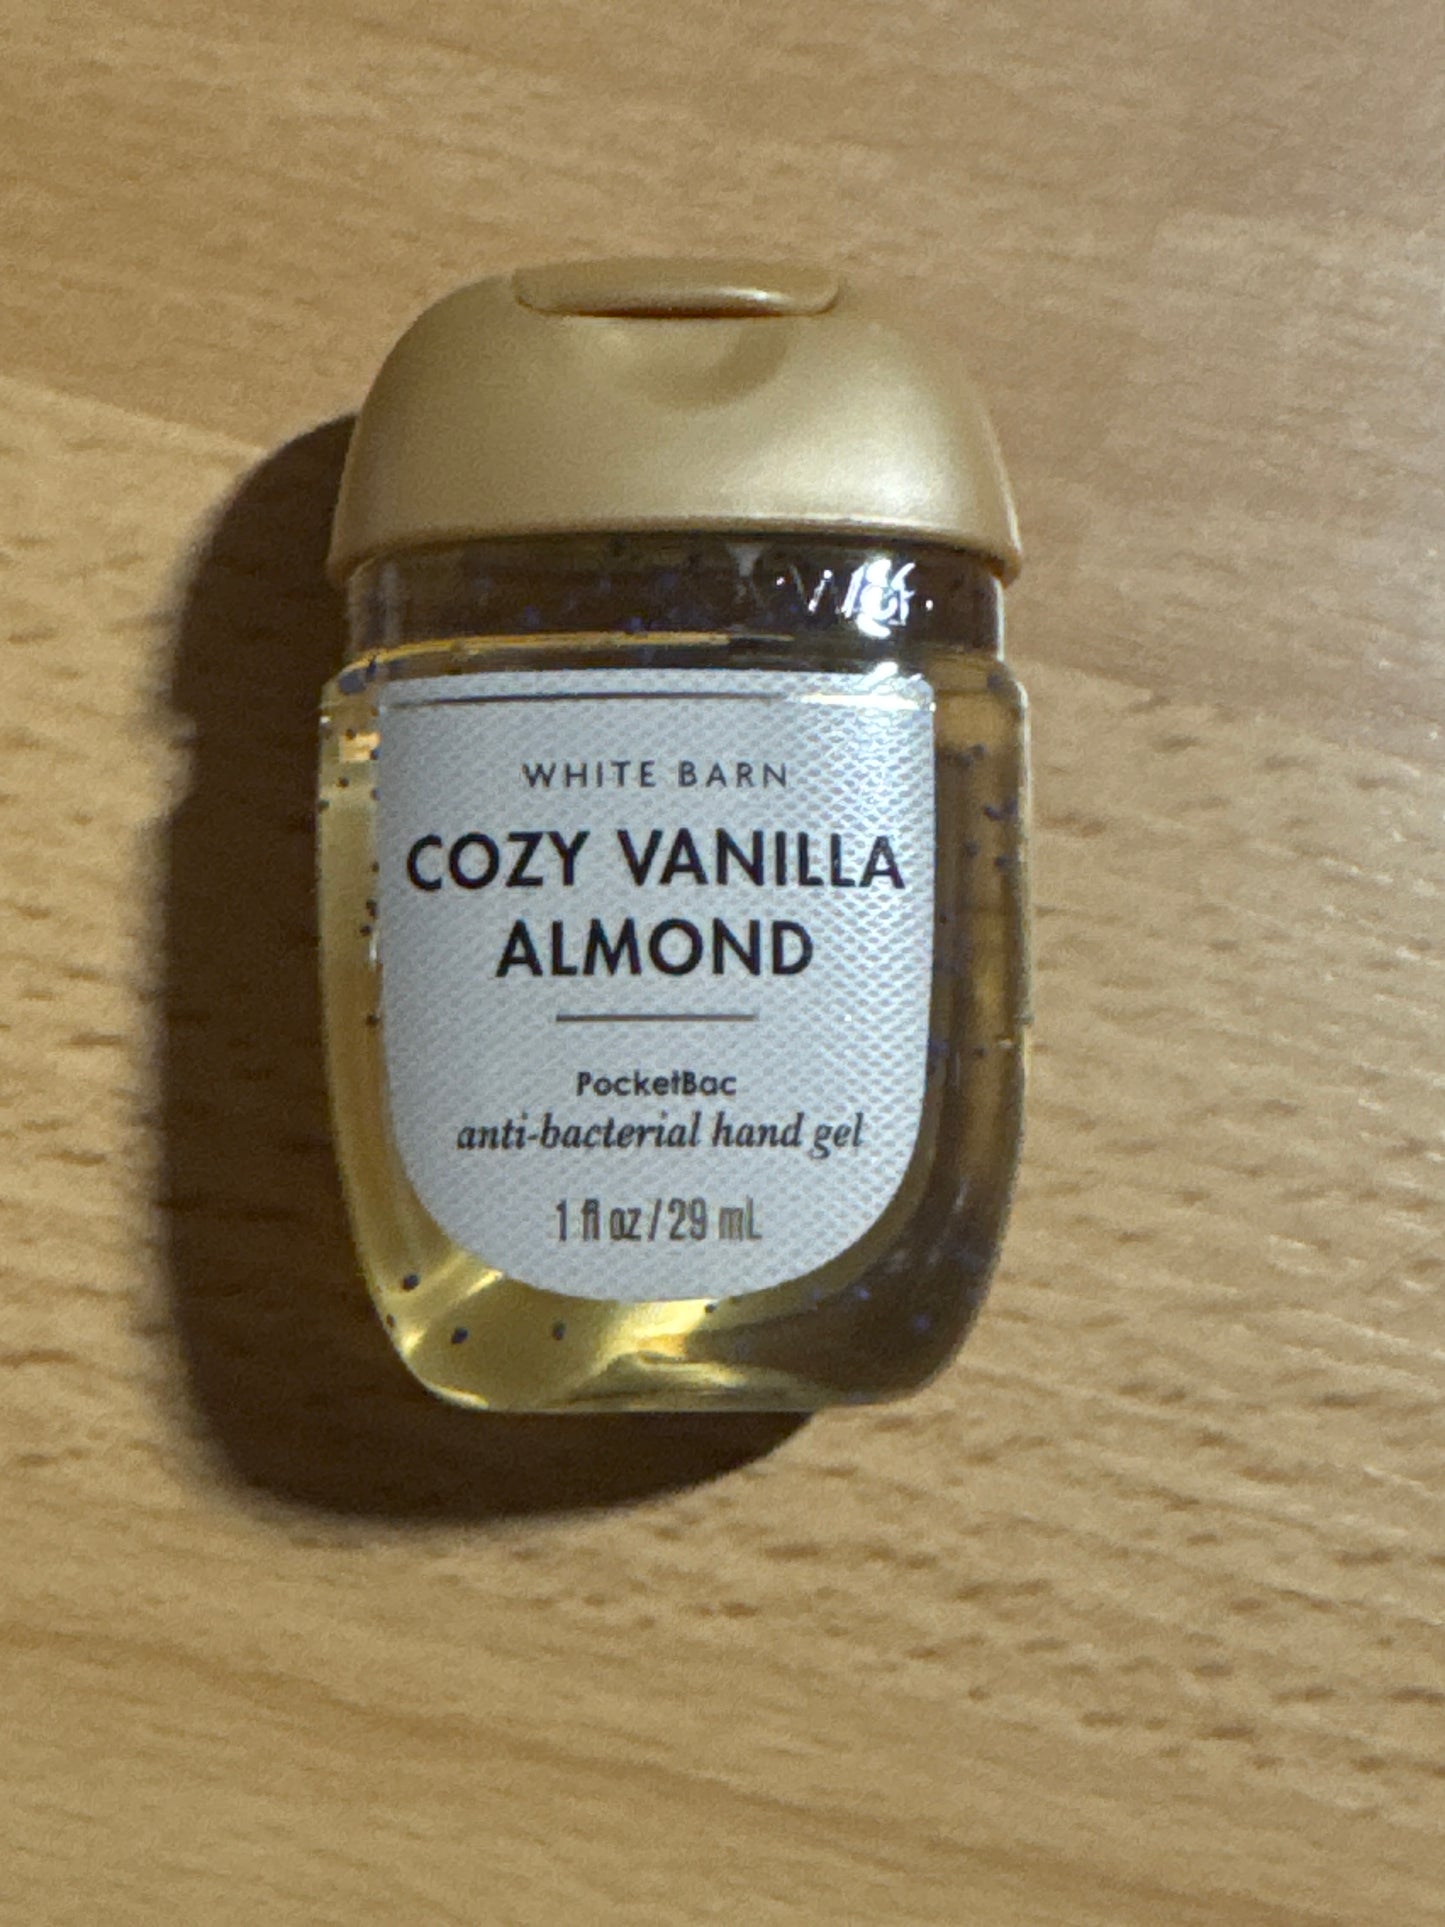 WHITE BARN
COZY VANILLA
ALMOND
PocketBac
anti-bacterial hand gel
1 fl oz / 29 mL